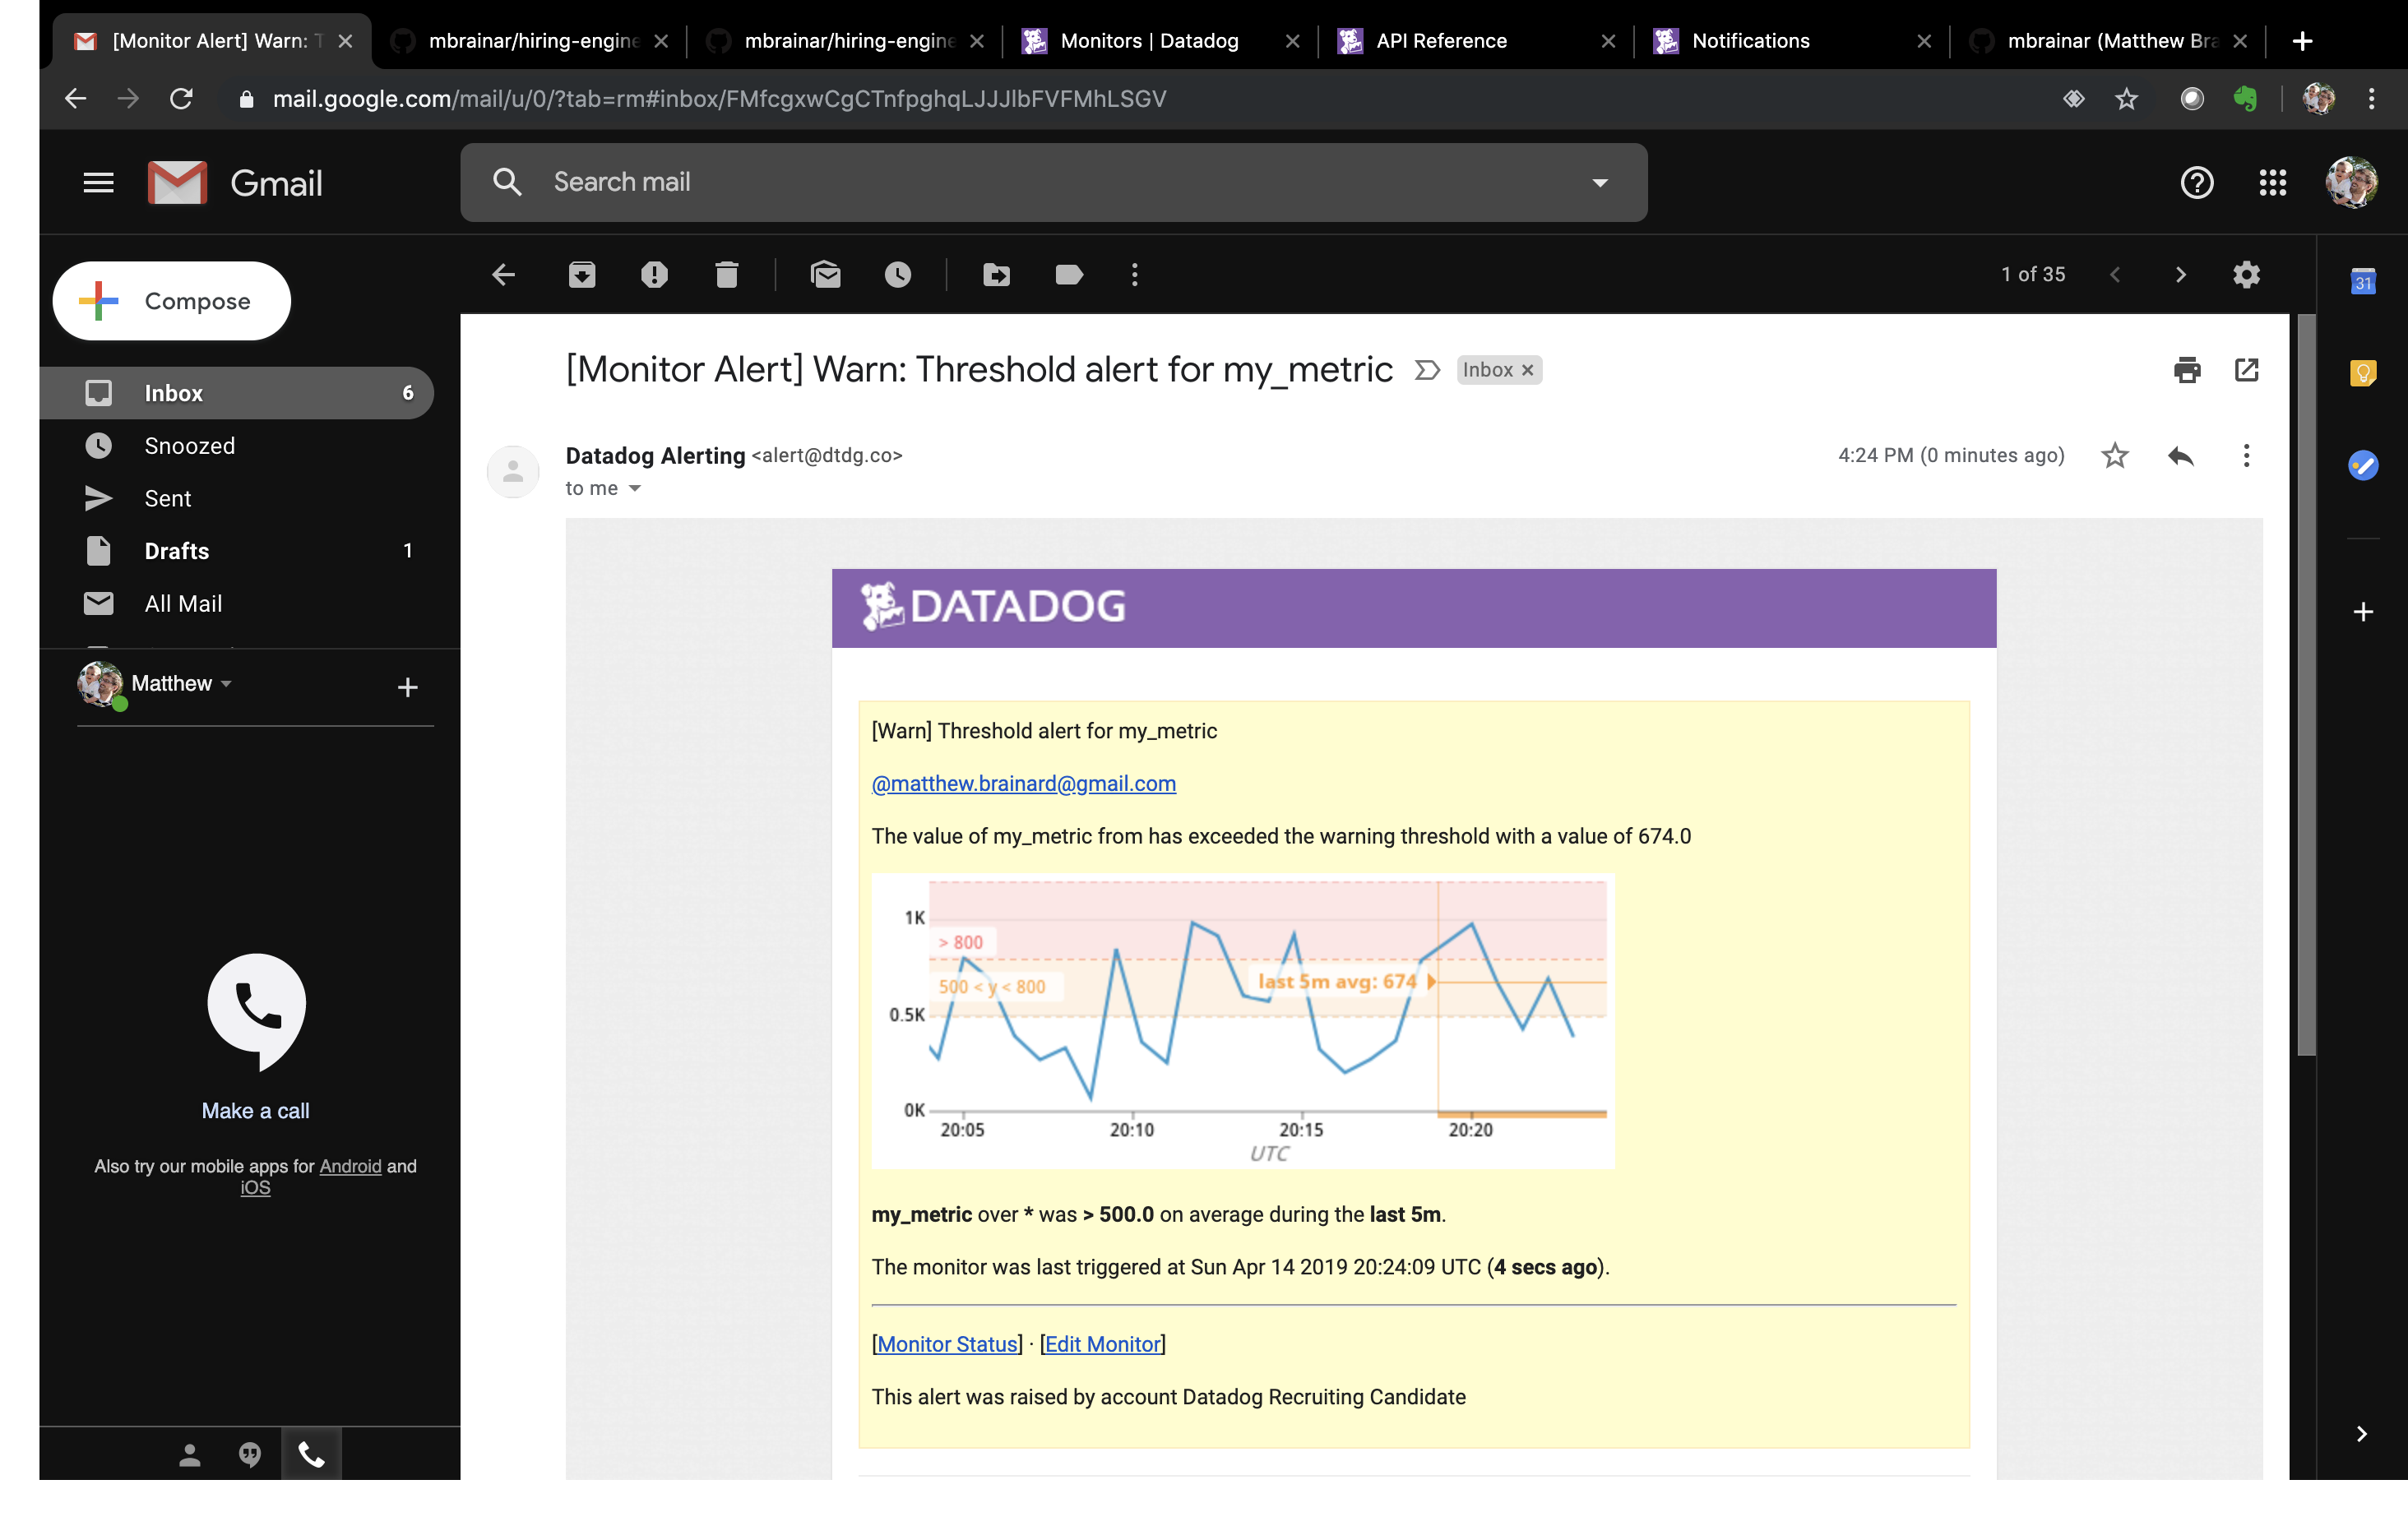 [Monitor Alert] Warn:
mbrainar/hiring-engine
mbrainar/hiring-engine
Monitors | Datadog
API Reference
Notifications
mbrainar (Matthew Bra
mail.google.com/mail/u/0/?tab=rm#inbox/FMfcgxwCgCTnfpghqLJJJlbFVFMhLSGV
Gmail
Search mail
Compose
1 of 35
31
Inbox 6
Snoozed
Sent
Drafts 1
All Mail
Matthew
Make a call
Also try our mobile apps for Android and
iOS
[Monitor Alert] Warn: Threshold alert for my_metric
Inbox ×
Datadog Alerting <alert@dtdg.co>
4:24 PM (0 minutes ago)
to me
DATADOG
[Warn] Threshold alert for my_metric
@matthew.brainard@gmail.com
The value of my_metric from has exceeded the warning threshold with a value of 674.0
1K
> 800
last 5m avg: 674
500 < y < 800
0.5K
0K
20:05 20:10 20:15 20:20
UTC
my_metric over * was > 500.0 on average during the last 5m.
The monitor was last triggered at Sun Apr 14 2019 20:24:09 UTC (4 secs ago).
[Monitor Status] · [Edit Monitor]
This alert was raised by account Datadog Recruiting Candidate